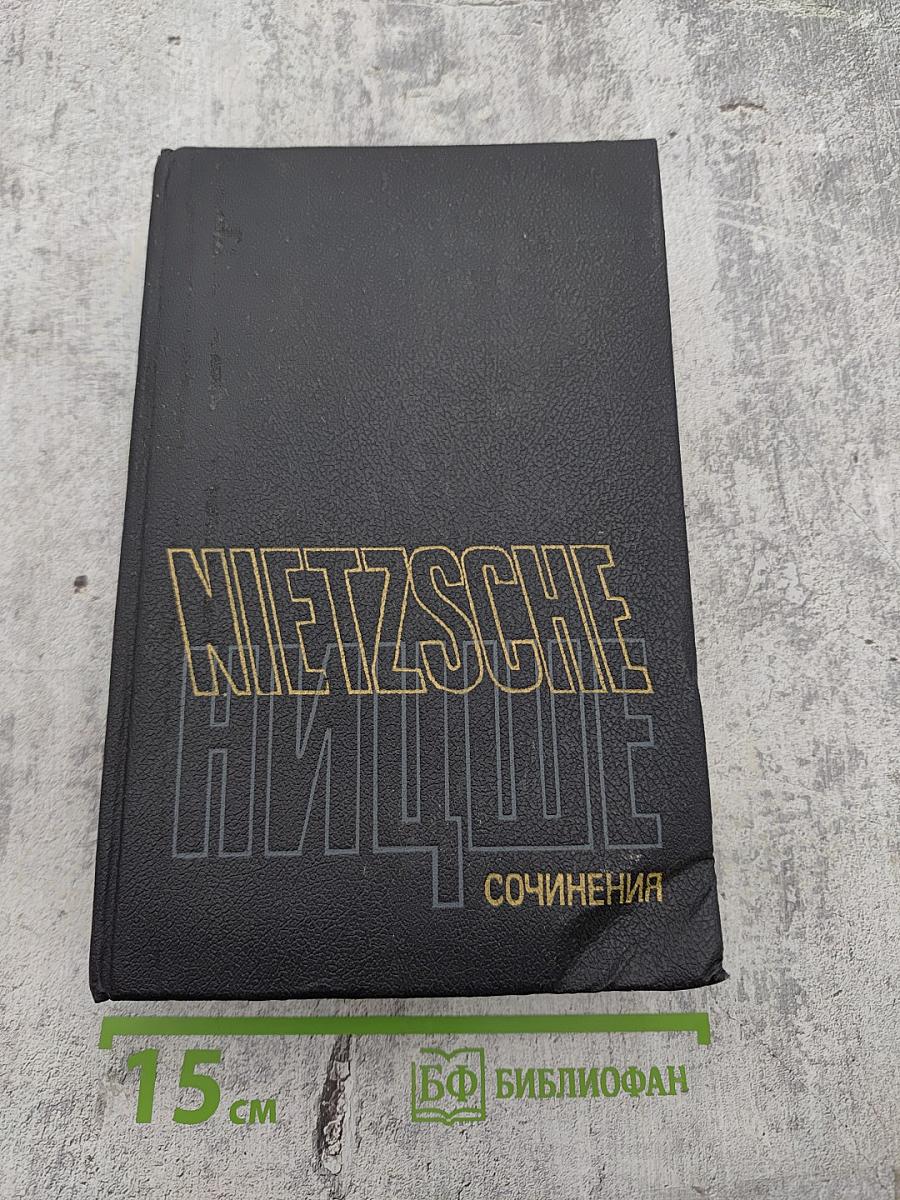 NIETZSCHE
НИЦШЕ
СОЧИНЕНИЯ
15 см
БФ БИБЛИОФАН